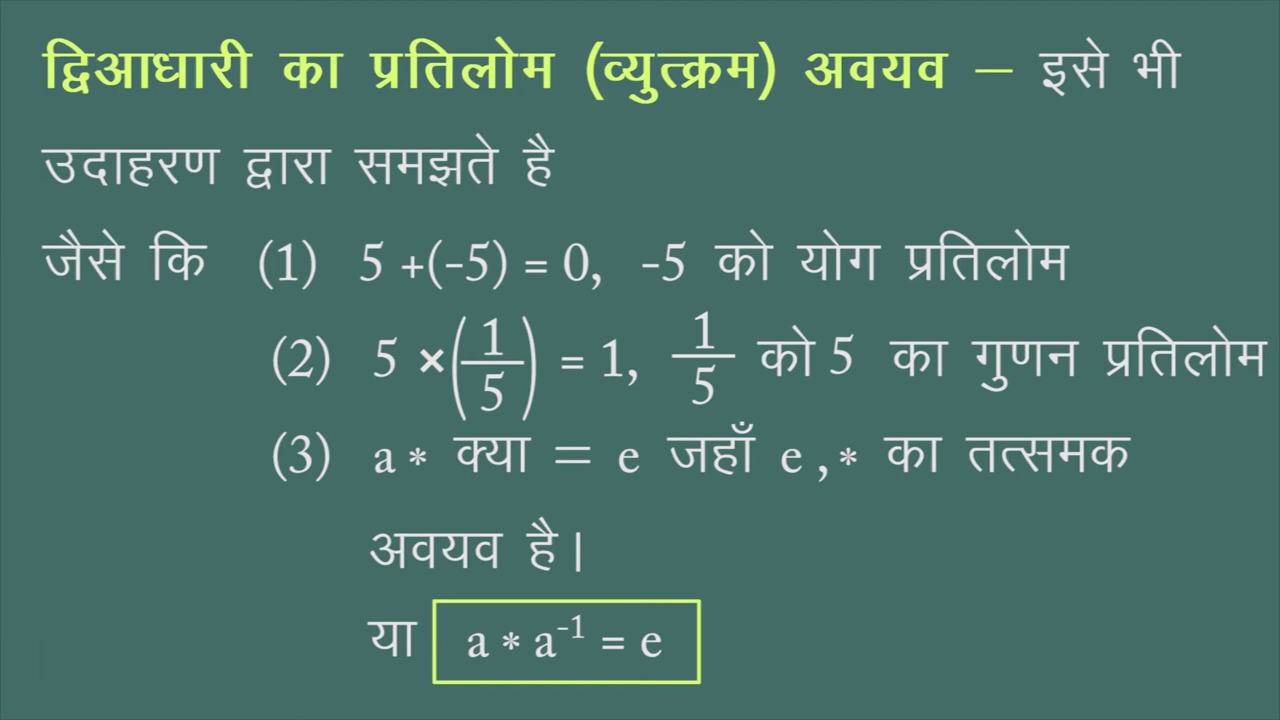 द्विआधारी का प्रतिलोम (व्युत्क्रम) अवयव – इसे भी
उदाहरण द्वारा समझते है
जैसे कि (1) 5 +(-5) = 0, -5 को योग प्रतिलोम
(2) 5 ×(1/5) = 1, 1/5 को 5 का गुणन प्रतिलोम
(3) a * क्या = e जहाँ e , * का तत्समक
अवयव है।
या a * a⁻¹ = e